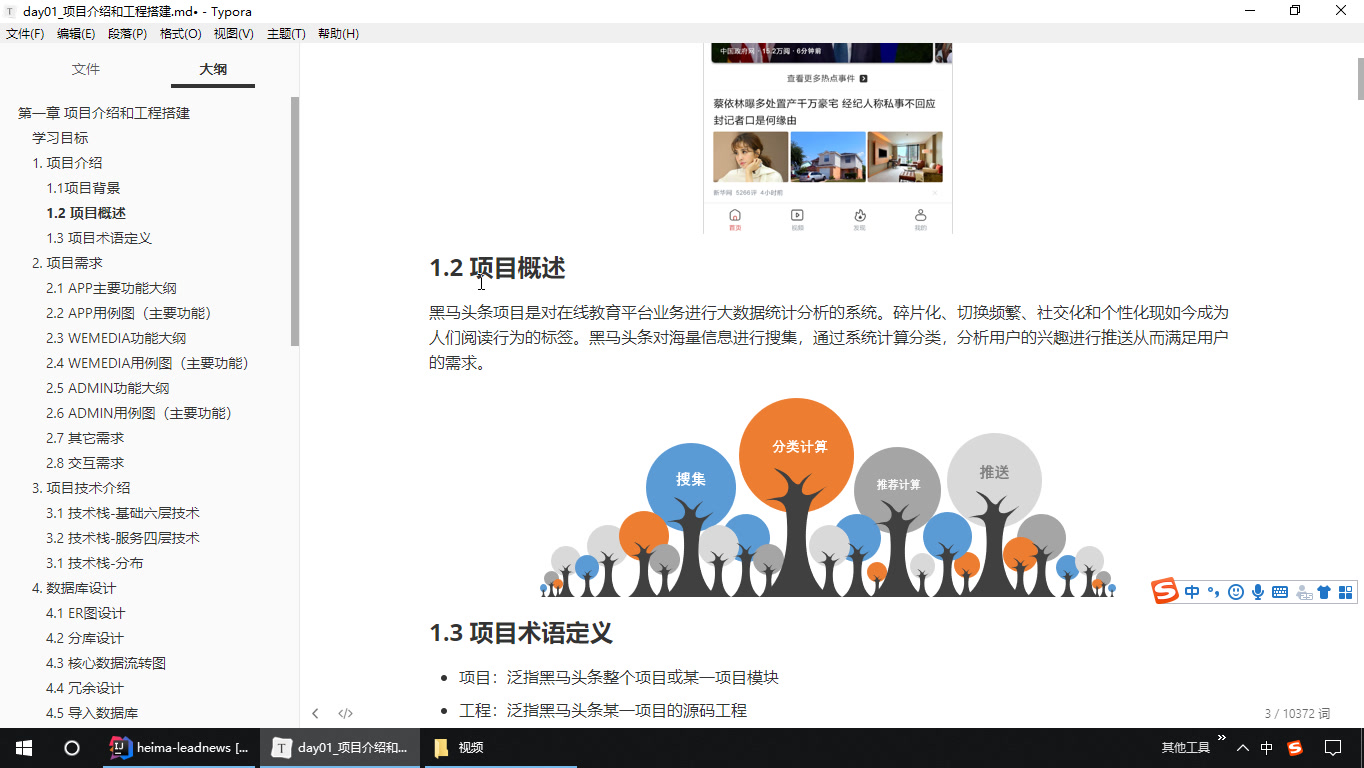 day01_项目介绍和工程搭建.md• - Typora
文件(F) 编辑(E) 段落(P) 格式(O) 视图(V) 主题(T) 帮助(H)
文件 大纲
第一章 项目介绍和工程搭建
学习目标
1. 项目介绍
1.1项目背景
1.2 项目概述
1.3 项目术语定义
2. 项目需求
2.1 APP主要功能大纲
2.2 APP用例图（主要功能）
2.3 WEMEDIA功能大纲
2.4 WEMEDIA用例图（主要功能）
2.5 ADMIN功能大纲
2.6 ADMIN用例图（主要功能）
2.7 其它需求
2.8 交互需求
3. 项目技术介绍
3.1 技术栈-基础六层技术
3.2 技术栈-服务四层技术
3.1 技术栈-分布
4. 数据库设计
4.1 ER图设计
4.2 分库设计
4.3 核心数据流转图
4.4 冗余设计
4.5 导入数据库
中国政府网 · 15.2万阅 · 6分钟前
查看更多热点事件
蔡依林曝多处置产千万豪宅 经纪人称私事不回应
封记者口是何缘由
新华网 5266评 4小时前
首页 视频 发现 我的
1.2 项目概述
黑马头条项目是对在线教育平台业务进行大数据统计分析的系统。碎片化、切换频繁、社交化和个性化现如今成为
人们阅读行为的标签。黑马头条对海量信息进行搜集，通过系统计算分类，分析用户的兴趣进行推送从而满足用户
的需求。
搜集
分类计算
推荐计算
推送
1.3 项目术语定义
• 项目：泛指黑马头条整个项目或某一项目模块
• 工程：泛指黑马头条某一项目的源码工程
3 / 10372 词
中
heima-leadnews [...
day01_项目介绍和...
视频
其他工具
中